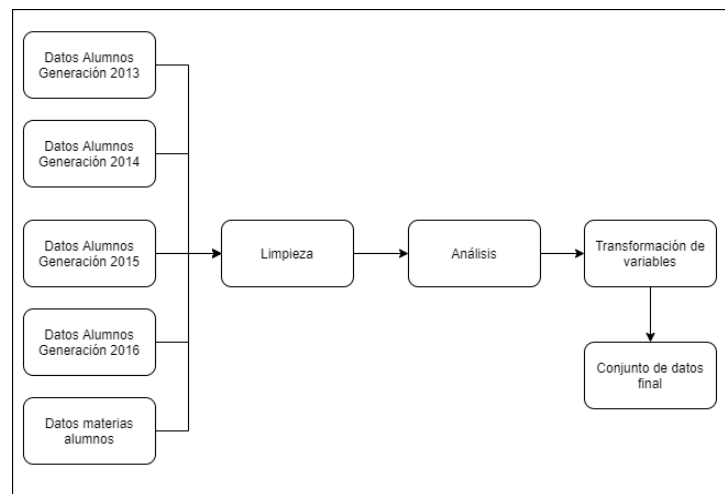 Datos Alumnos
Generación 2013
Datos Alumnos
Generación 2014
Datos Alumnos
Generación 2015
Datos Alumnos
Generación 2016
Datos materias
alumnos
Limpieza
Análisis
Transformación de
variables
Conjunto de datos
final